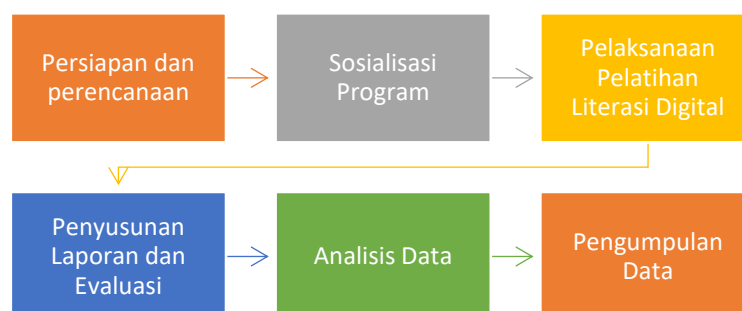 Persiapan dan
perencanaan
Sosialisasi
Program
Pelaksanaan
Pelatihan
Literasi Digital
Penyusunan
Laporan dan
Evaluasi
Analisis Data
Pengumpulan
Data